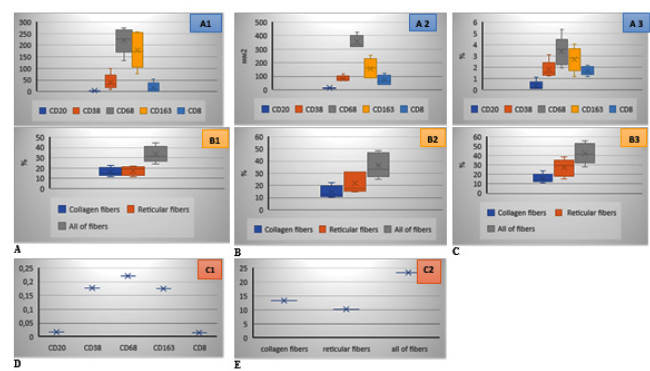 A1
300
250
200
150
100
50
0
CD20 CD38 CD68 CD163 CD8
A 2
500
400
300
200
100
0
мм2
CD20 CD38 CD68 CD163 CD8
A 3
6
5
4
3
2
1
0
%
CD20 CD38 CD68 CD163 CD8
B1
50
40
30
20
10
0
%
Collagen fibers Reticular fibers
All of fibers
A
B2
60
50
40
30
20
10
0
%
Collagen fibers Reticular fibers All of fibers
B
B3
60
50
40
30
20
10
0
%
Collagen fibers Reticular fibers
All of fibers
C
C1
0,25
0,2
0,15
0,1
0,05
0
CD20 CD38 CD68 CD163 CD8
D
C2
25
20
15
10
5
0
collagen fibers reticular fibers all of fibers
E